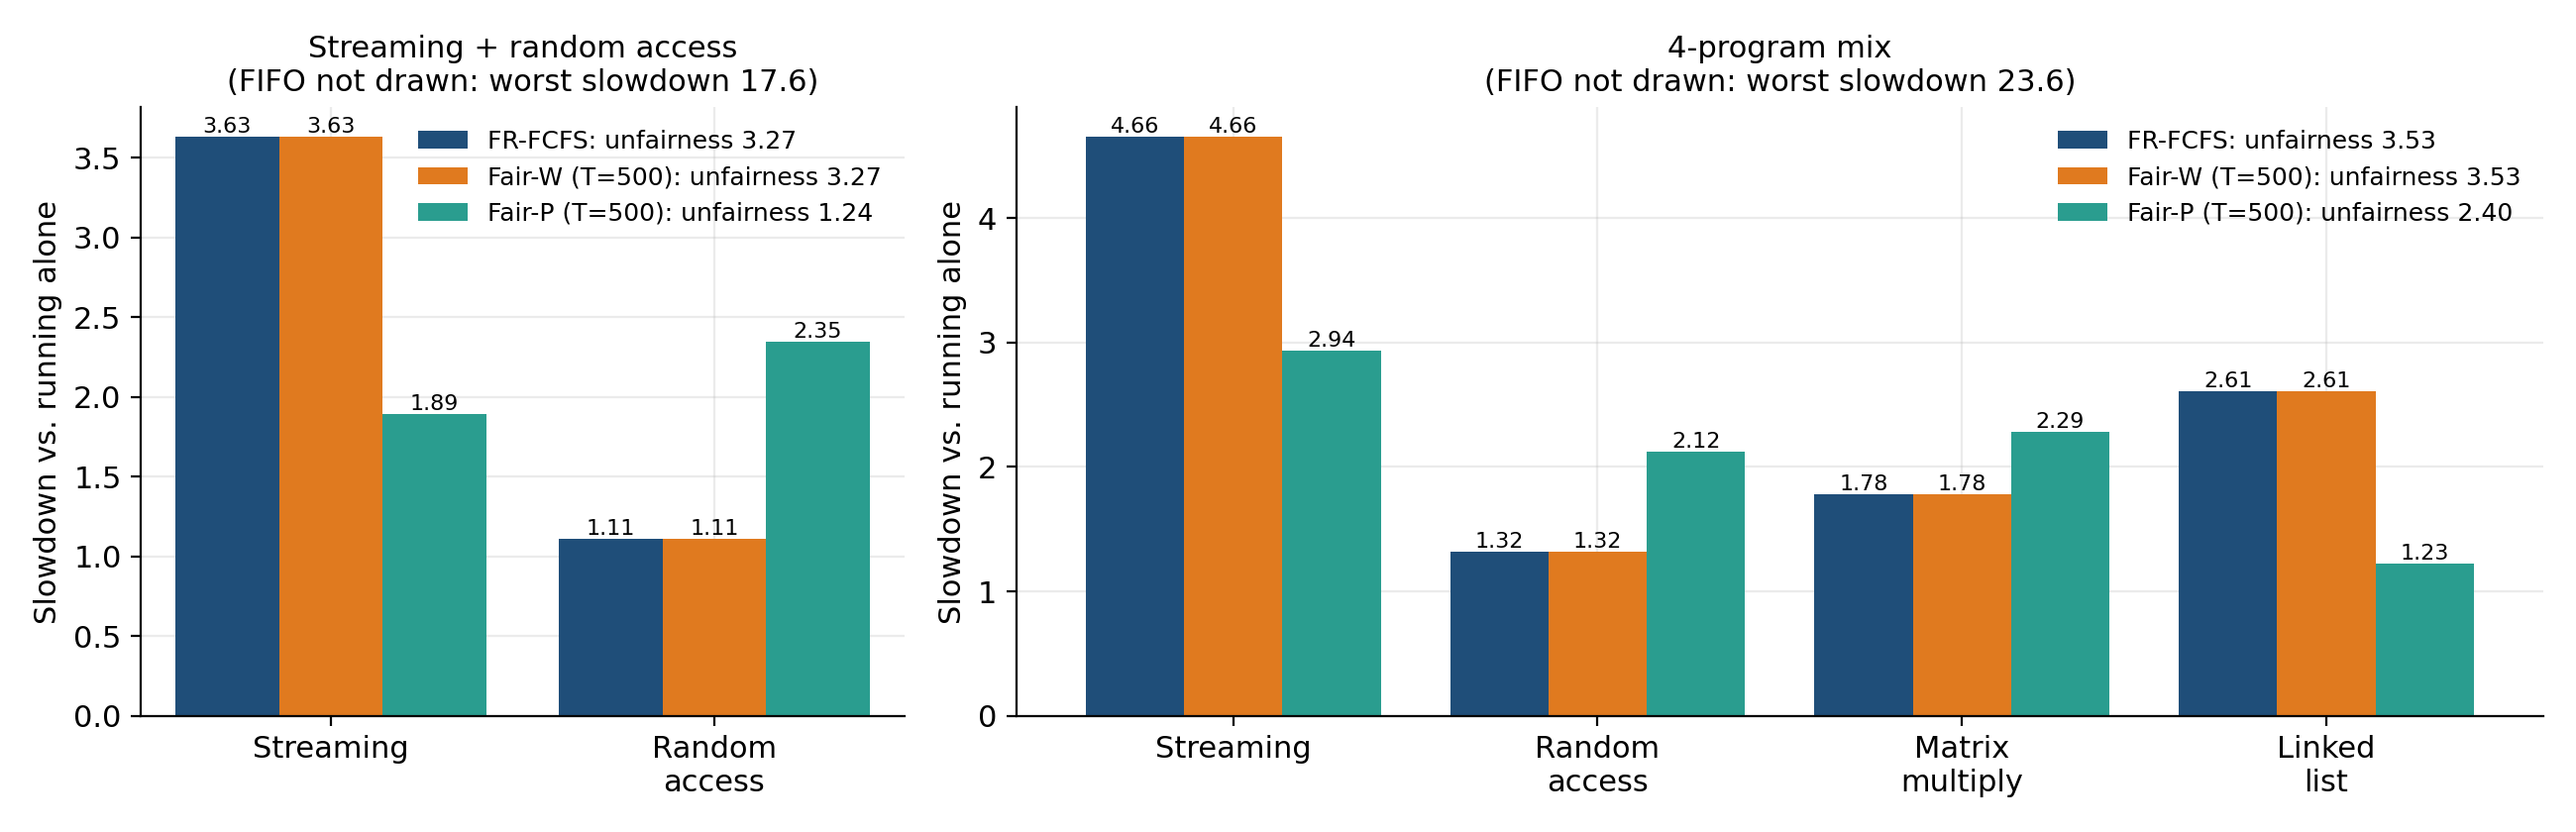 Streaming + random access
(FIFO not drawn: worst slowdown 17.6)
Slowdown vs. running alone
3.5
3.0
2.5
2.0
1.5
1.0
0.5
0.0
FR-FCFS: unfairness 3.27
Fair-W (T=500): unfairness 3.27
Fair-P (T=500): unfairness 1.24
3.63
3.63
1.89
1.11
1.11
2.35
Streaming
Random
access
4-program mix
(FIFO not drawn: worst slowdown 23.6)
Slowdown vs. running alone
4
3
2
1
0
FR-FCFS: unfairness 3.53
Fair-W (T=500): unfairness 3.53
Fair-P (T=500): unfairness 2.40
4.66
4.66
2.94
1.32
1.32
2.12
1.78
1.78
2.29
2.61
2.61
1.23
Streaming
Random
access
Matrix
multiply
Linked
list